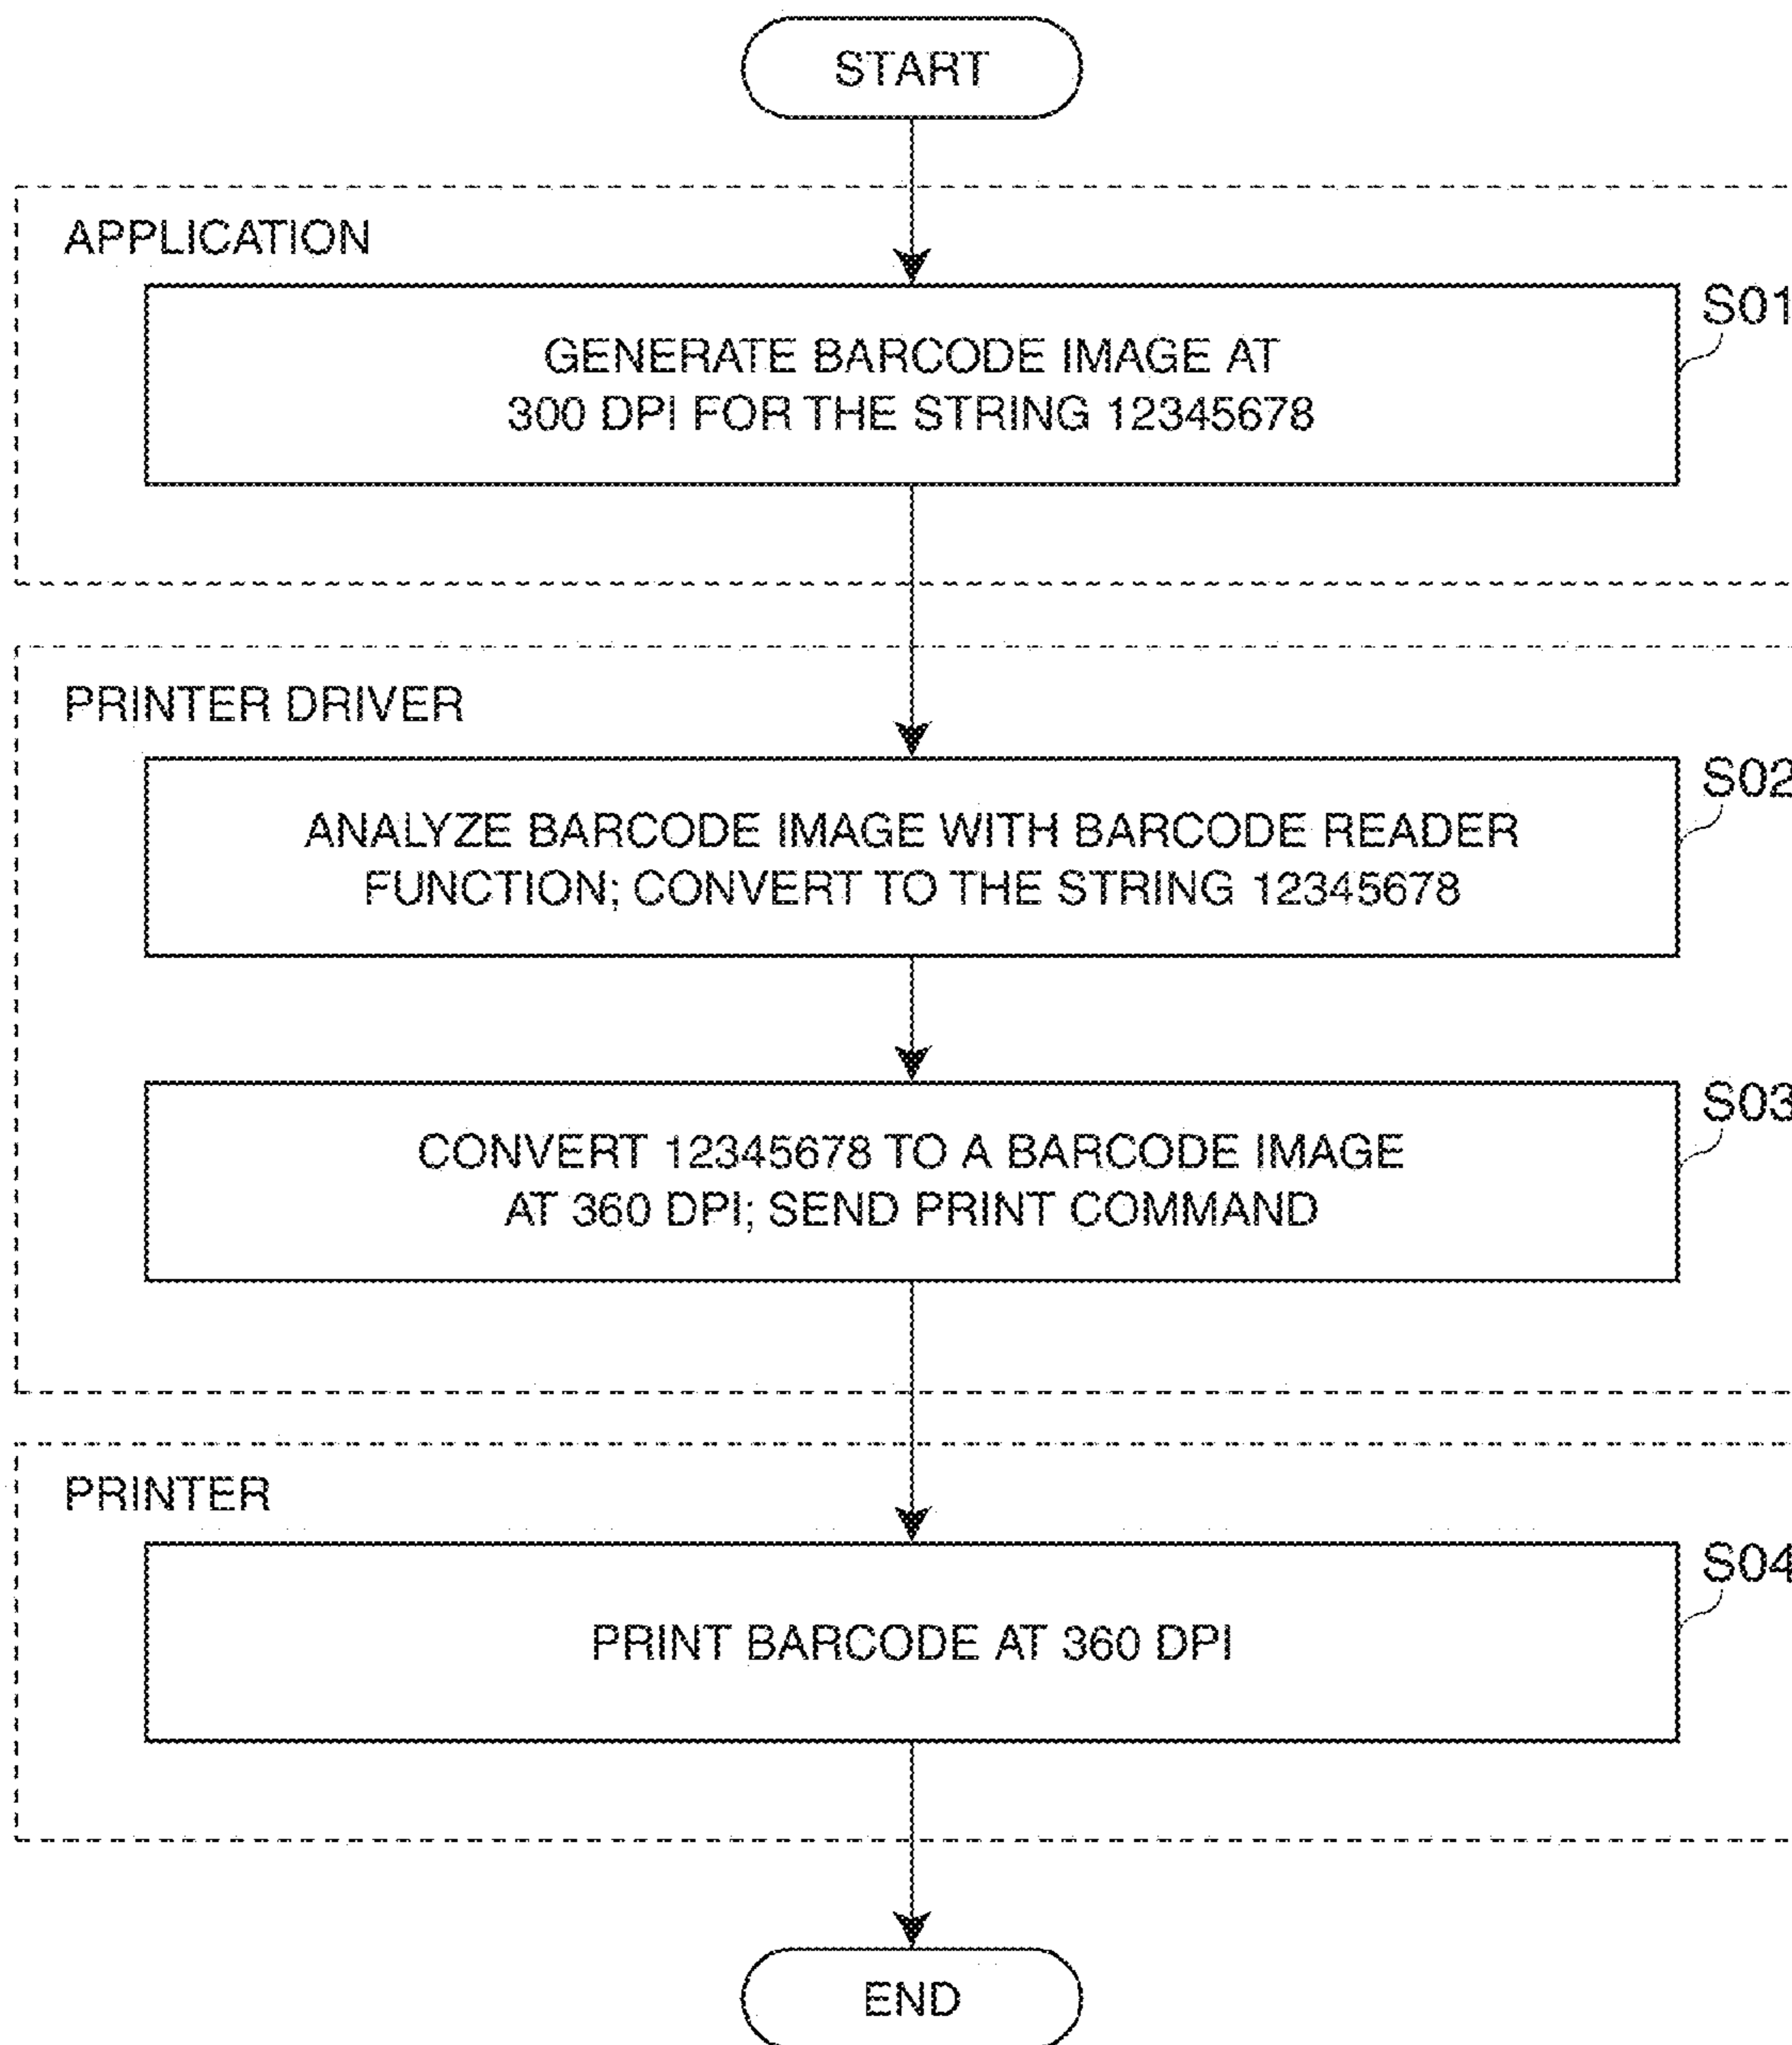 START
APPLICATION
S01
GENERATE BARCODE IMAGE AT
300 DPI FOR THE STRING 12345678
PRINTER DRIVER
S02
ANALYZE BARCODE IMAGE WITH BARCODE READER
FUNCTION; CONVERT TO THE STRING 12345678
S03
CONVERT 12345678 TO A BARCODE IMAGE
AT 360 DPI; SEND PRINT COMMAND
PRINTER
S04
PRINT BARCODE AT 360 DPI
END